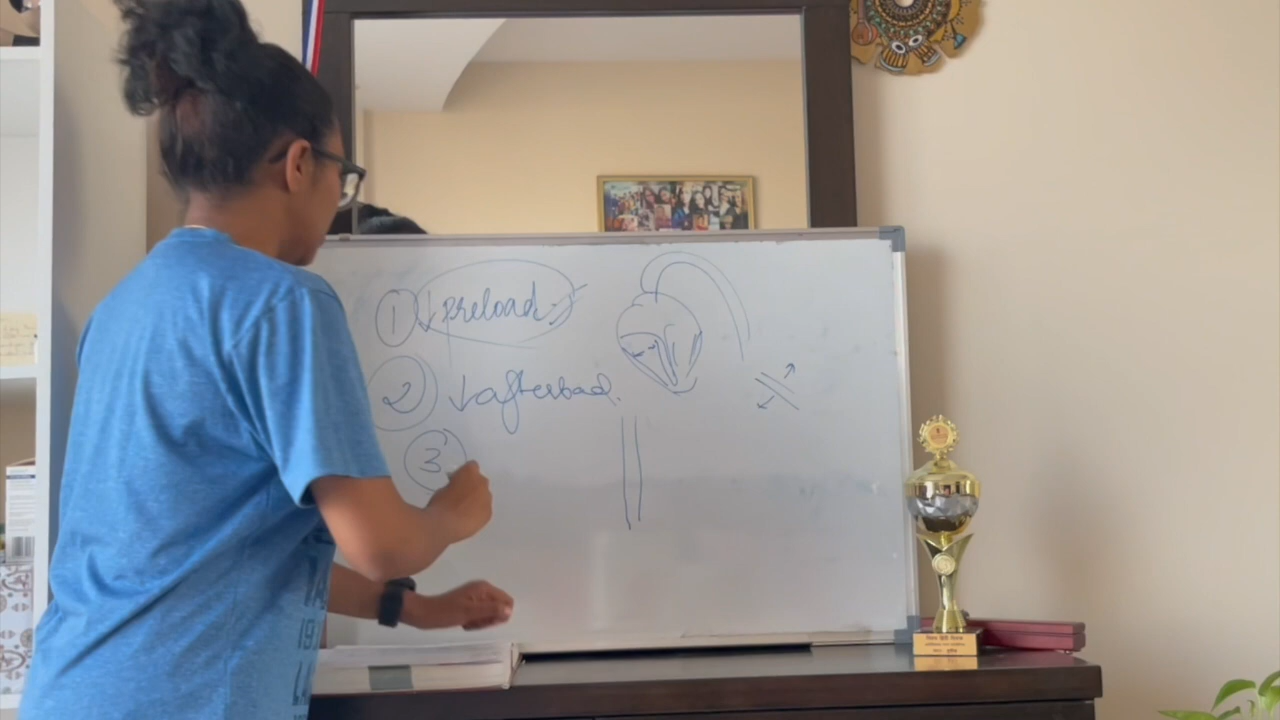 1 ↓ preload
2 ↓ afterload.
3